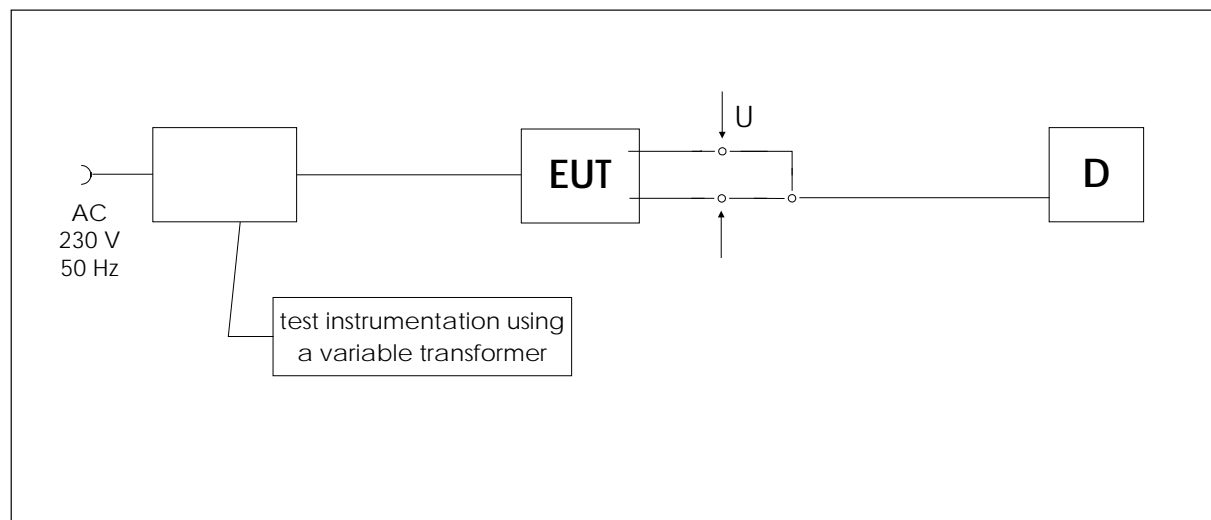 U
EUT
D
AC
230 V
50 Hz
test instrumentation using
a variable transformer